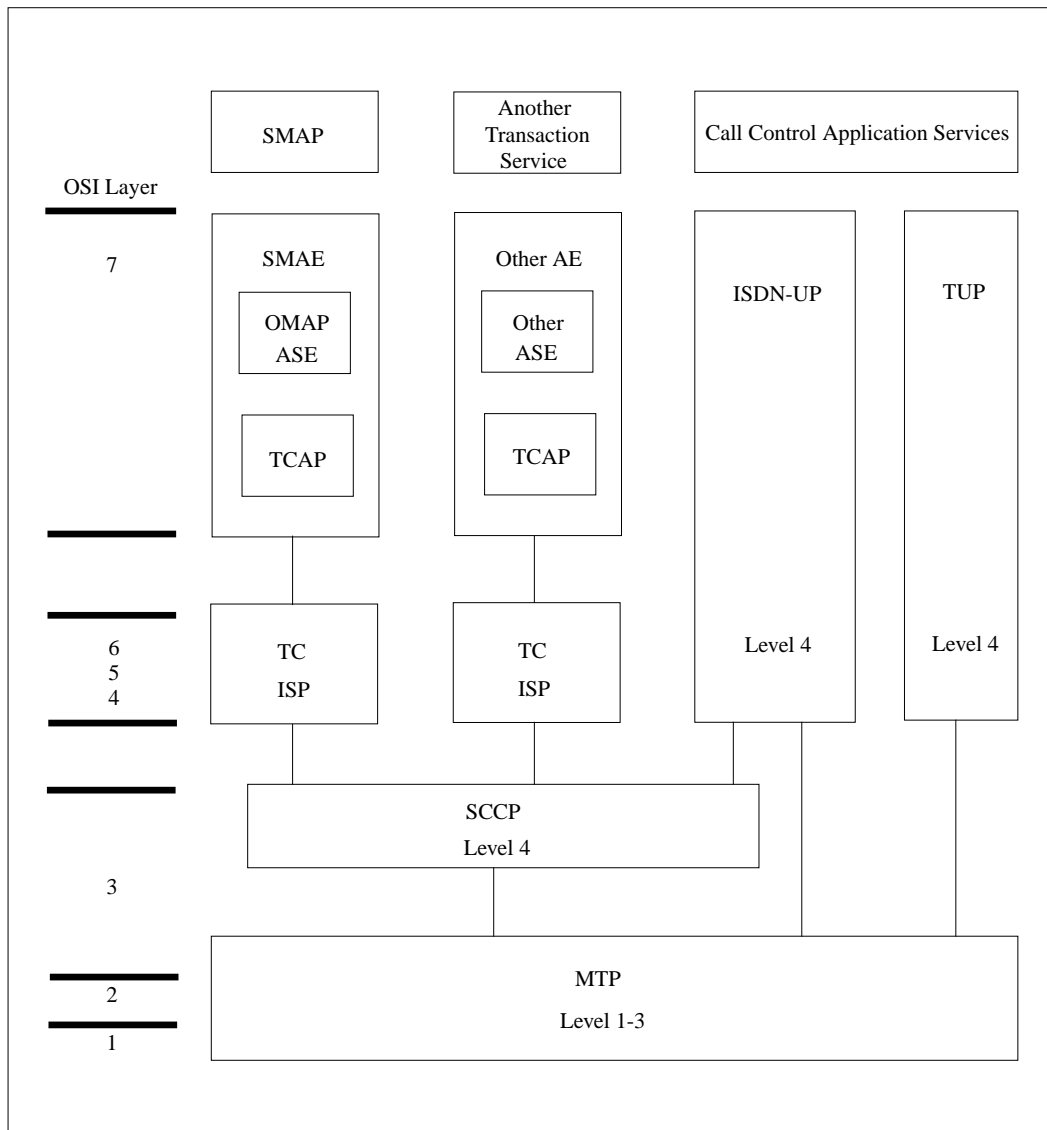 SMAP
Another
Transaction
Service
Call Control Application Services
OSI Layer
7
SMAE
OMAP
ASE
TCAP
Other AE
Other
ASE
TCAP
ISDN-UP
TUP
6
5
4
TC
ISP
TC
ISP
Level 4
Level 4
SCCP
Level 4
3
MTP
Level 1-3
2
1